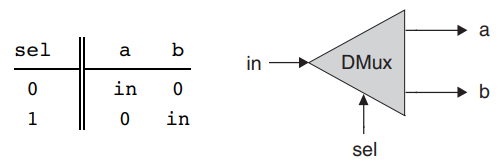 sel a b
0 in 0
1 0 in
in DMux a
b
sel